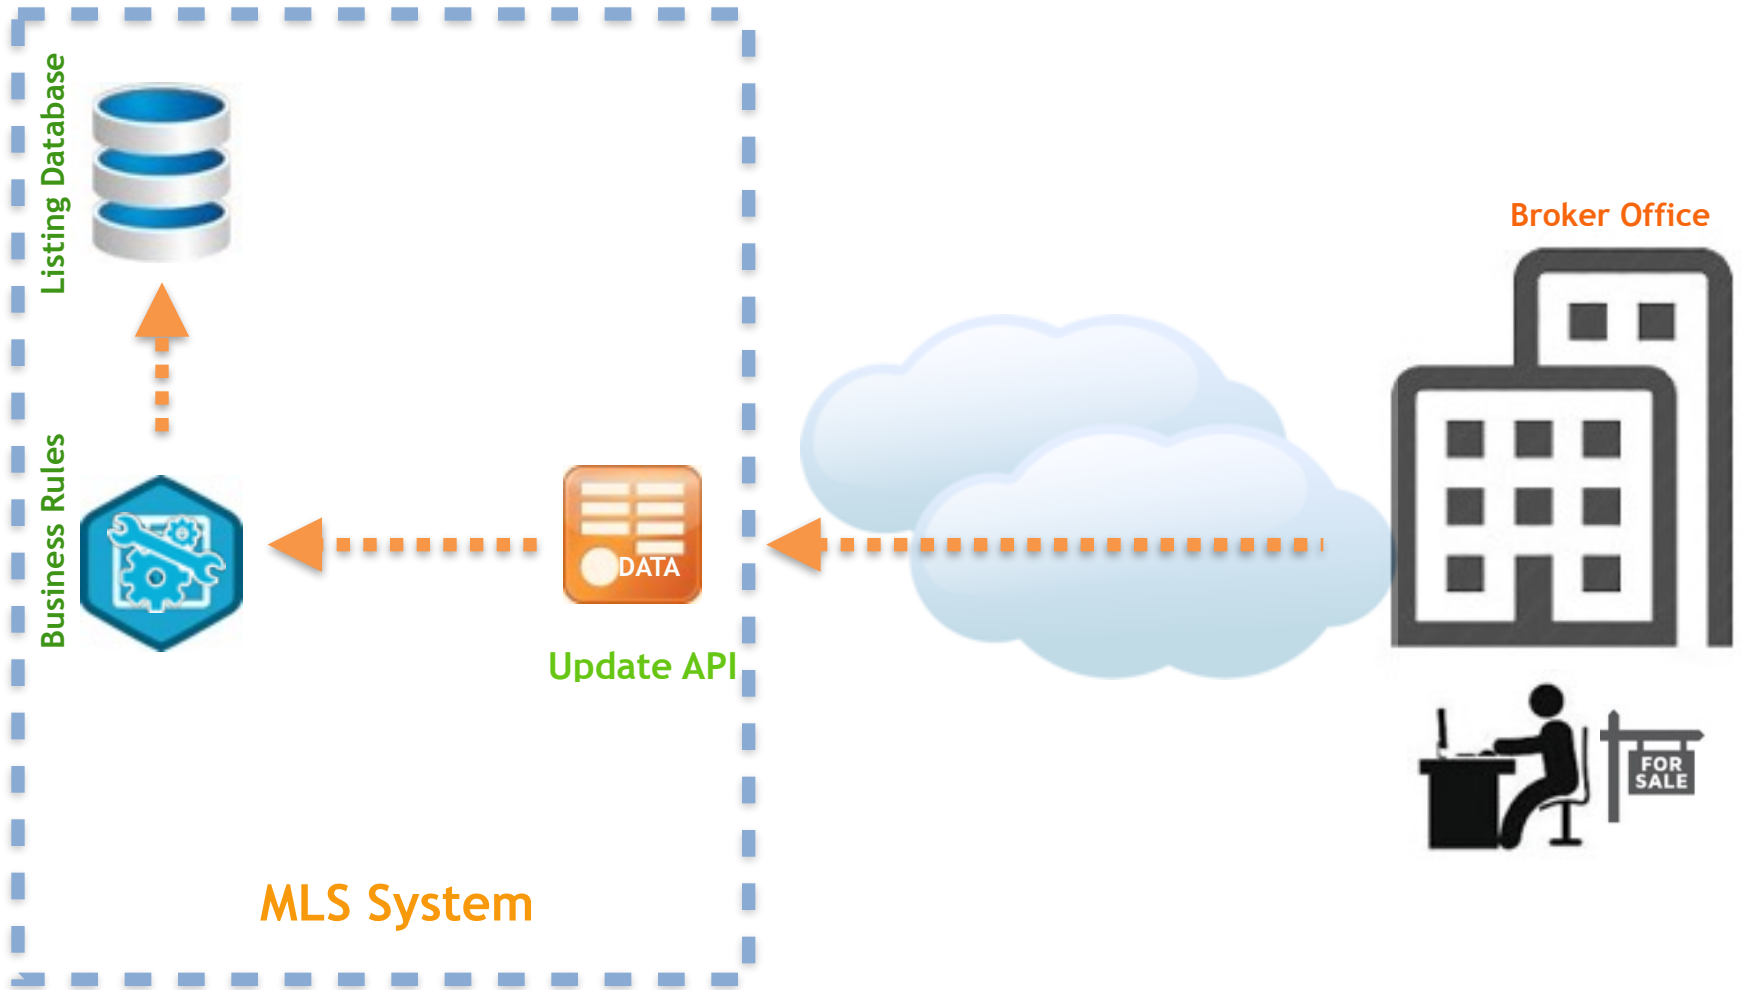 Listing Database
Broker Office
Business Rules
DATA
Update API
FOR
SALE
MLS System